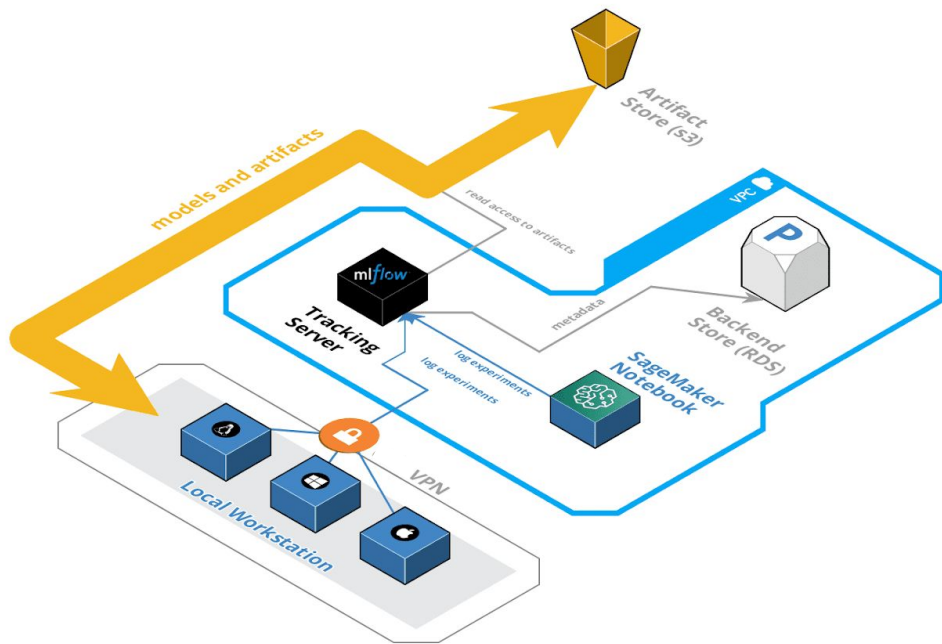 Artifact
Store (s3)
models and artifacts
read access to artifacts
VPC
mlflow
Tracking
Server
P
metadata
Backend
Store (RDS)
log experiments
log experiments
SageMaker
Notebook
VPN
Local Workstation